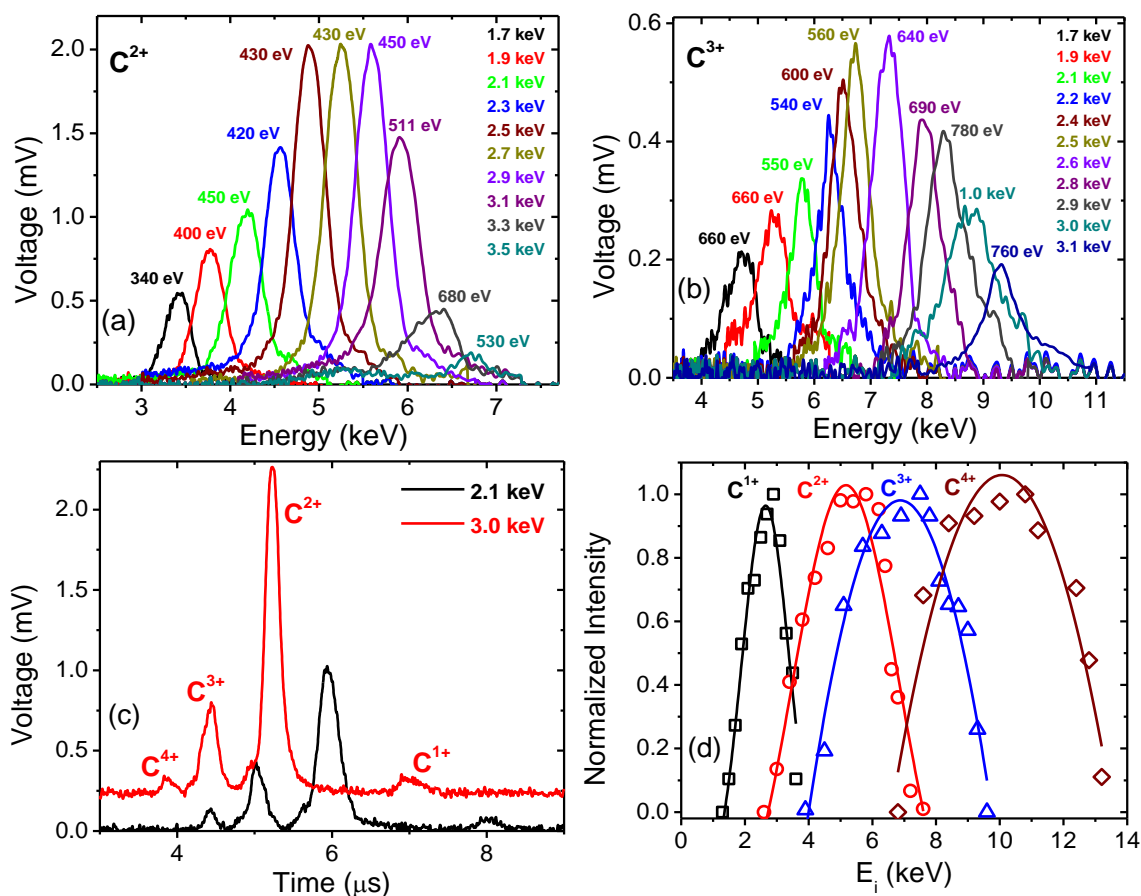 C2+
340 eV
400 eV
450 eV
420 eV
430 eV
430 eV
450 eV
511 eV
680 eV
530 eV
1.7 keV
1.9 keV
2.1 keV
2.3 keV
2.5 keV
2.7 keV
2.9 keV
3.1 keV
3.3 keV
3.5 keV
(a)
Voltage (mV)
0.0
0.5
1.0
1.5
2.0
3
4
5
6
7
Energy (keV)
C3+
660 eV
660 eV
550 eV
540 eV
600 eV
560 eV
640 eV
690 eV
780 eV
1.0 keV
760 eV
1.7 keV
1.9 keV
2.1 keV
2.2 keV
2.4 keV
2.5 keV
2.6 keV
2.8 keV
2.9 keV
3.0 keV
3.1 keV
(b)
Voltage (mV)
0.0
0.2
0.4
0.6
4
5
6
7
8
9
10
11
Energy (keV)
2.1 keV
3.0 keV
C4+
C3+
C2+
C1+
(c)
Voltage (mV)
0.0
0.7
1.5
2.2
4
6
8
Time (μs)
C1+
C2+
C3+
C4+
(d)
Normalized Intensity
0.0
0.2
0.4
0.6
0.8
1.0
0
2
4
6
8
10
12
14
Ei (keV)